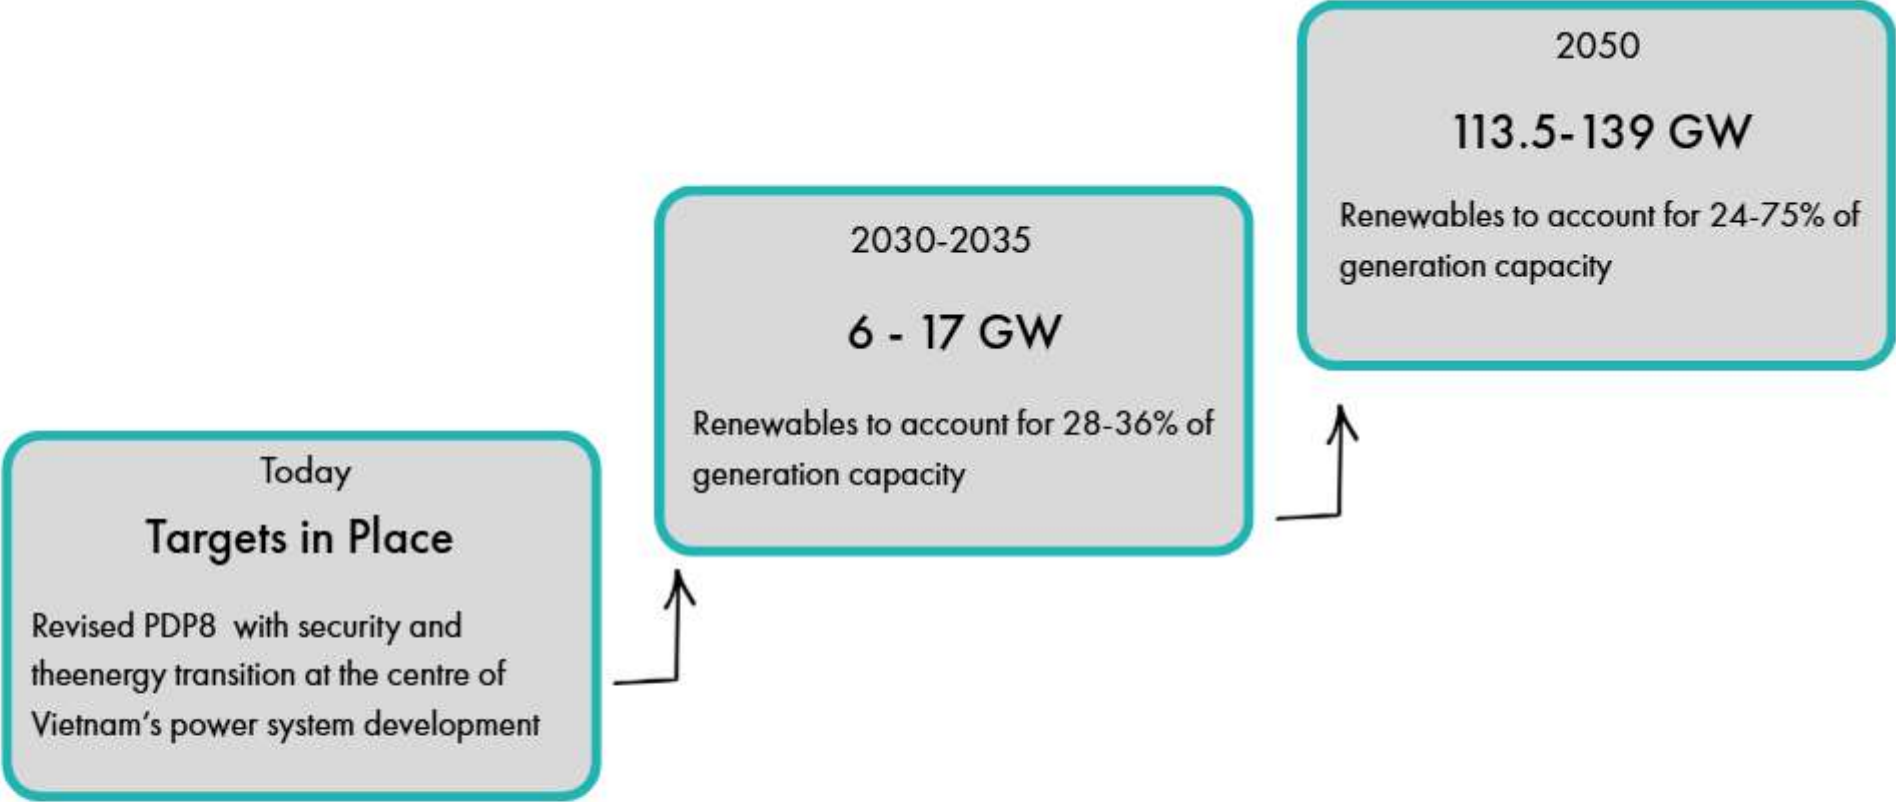 Today
Targets in Place
Revised PDP8 with security and
theenergy transition at the centre of
Vietnam's power system development
2030-2035
6 - 17 GW
Renewables to account for 28-36% of
generation capacity
2050
113.5-139 GW
Renewables to account for 24-75% of
generation capacity